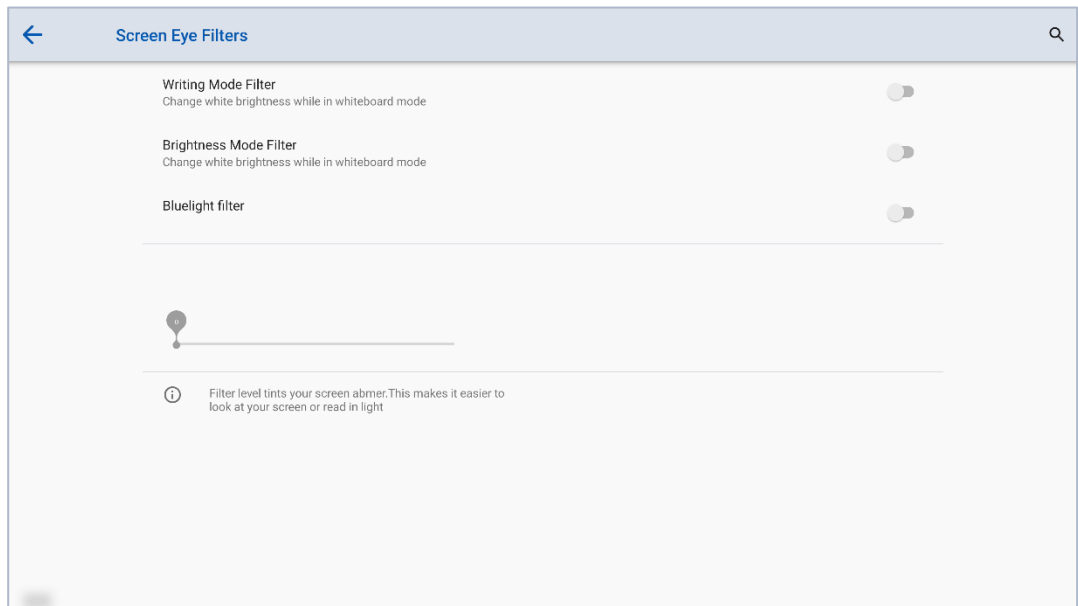 Screen Eye Filters
Writing Mode Filter
Change white brightness while in whiteboard mode
Brightness Mode Filter
Change white brightness while in whiteboard mode
Bluelight filter
0
Filter level tints your screen abmer.This makes it easier to
look at your screen or read in light